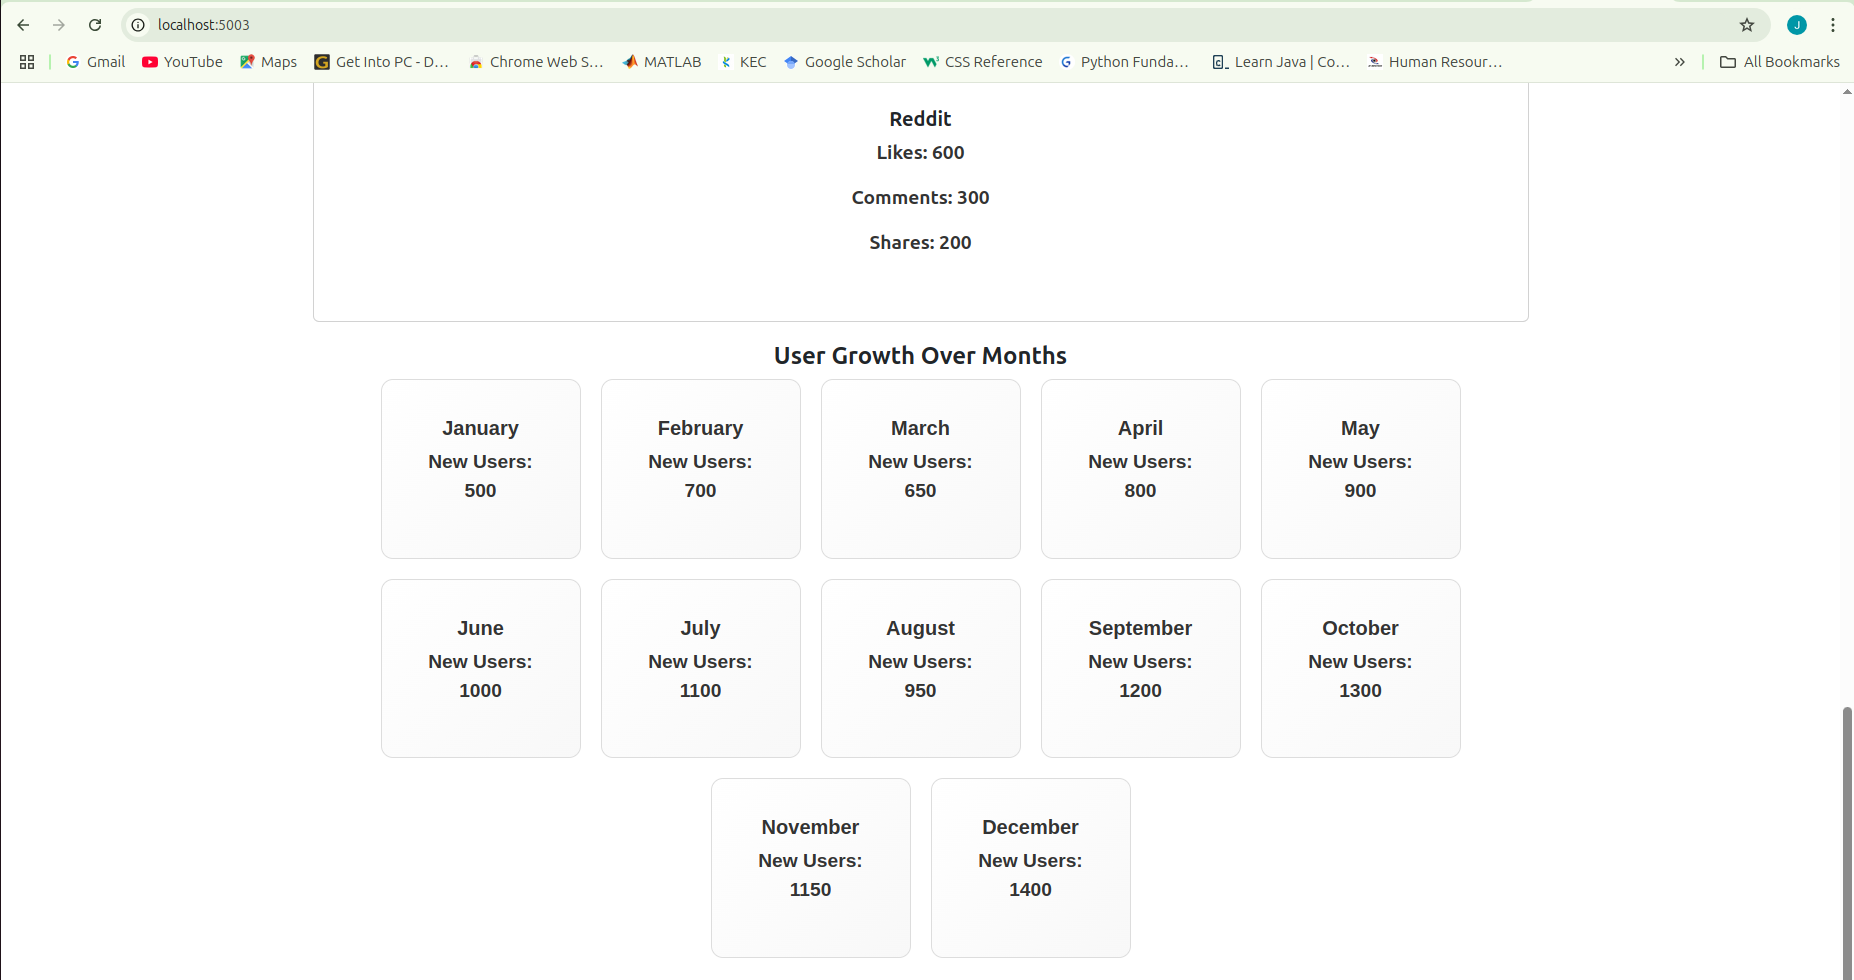 localhost:5003
J
Gmail YouTube Maps Get Into PC - D... Chrome Web S... MATLAB KEC Google Scholar CSS Reference Python Funda... Learn Java | Co... Human Resour... All Bookmarks
Reddit
Likes: 600
Comments: 300
Shares: 200
User Growth Over Months
January
New Users:
500
February
New Users:
700
March
New Users:
650
April
New Users:
800
May
New Users:
900
June
New Users:
1000
July
New Users:
1100
August
New Users:
950
September
New Users:
1200
October
New Users:
1300
November
New Users:
1150
December
New Users:
1400